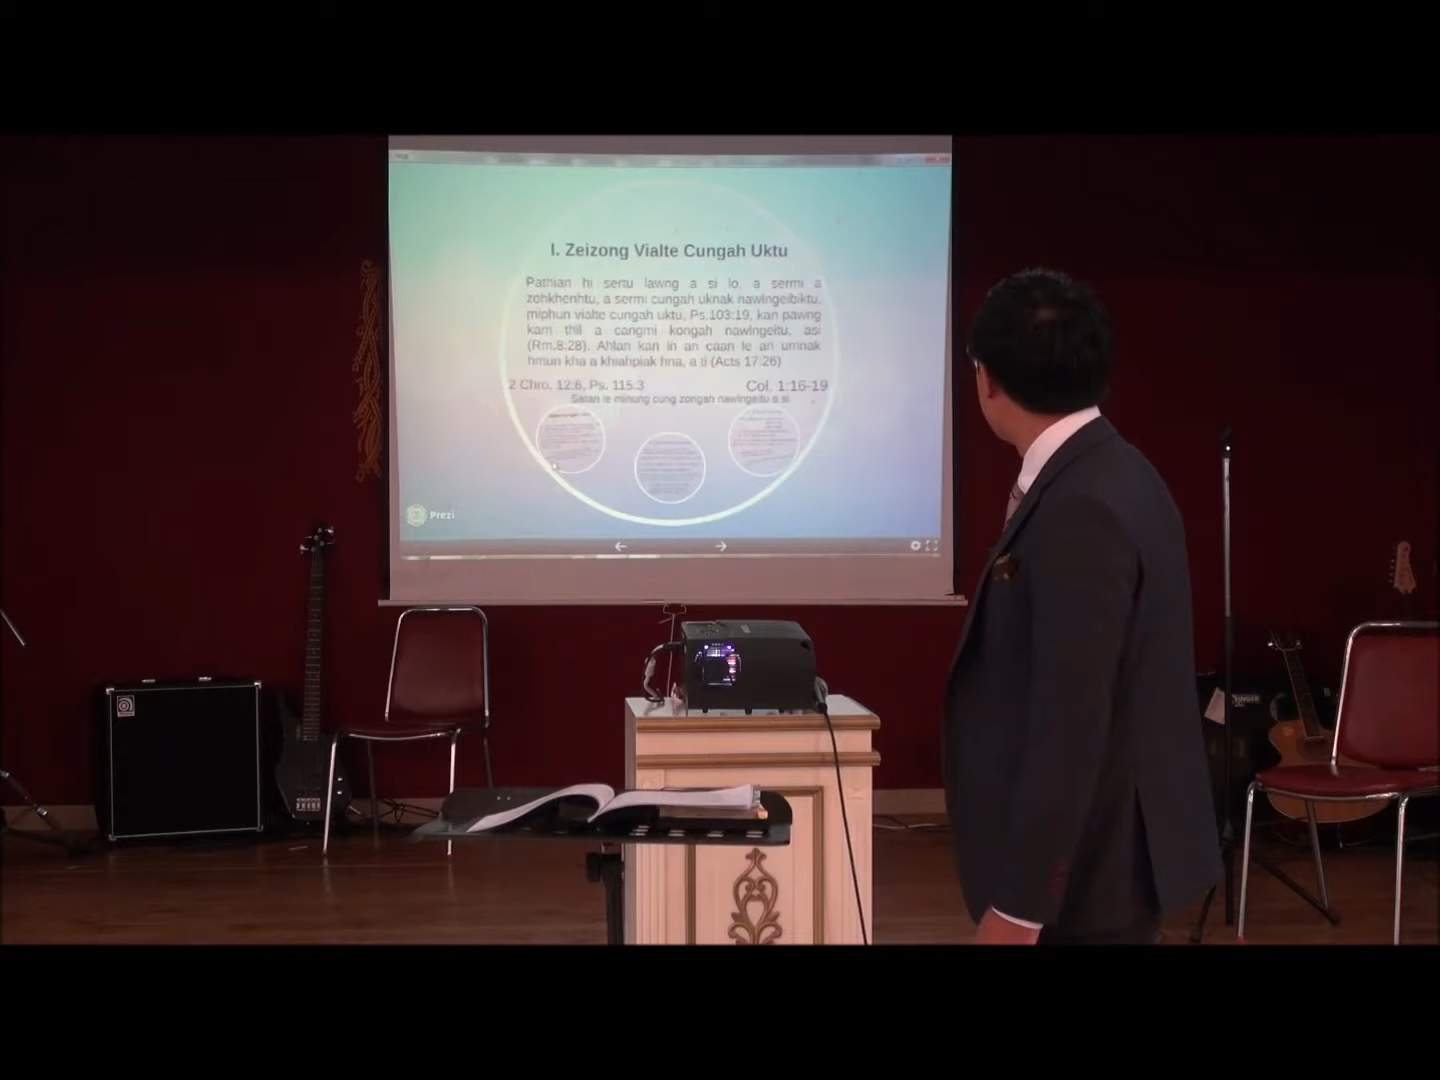 I. Zeizong Vialte Cungah Uktu
Pathian hi sertu lawng a si lo, a sermi a
zohkhenhtu, a sermi cungah uknak nawlngeibiktu,
miphun vialte cungah uktu, Ps.103:19, kan pawng
kam thil a cangmi kongah nawlngeitu, asi
(Rm.8:28). Ahlan kan in an caan le an umnak
hmun kha a khiahpiak hna, a ti (Acts 17:26)
2 Chro. 12:6, Ps. 115:3
Col. 1:16-19
Satan le minung cung zongah nawlngeitu a si
Prezi